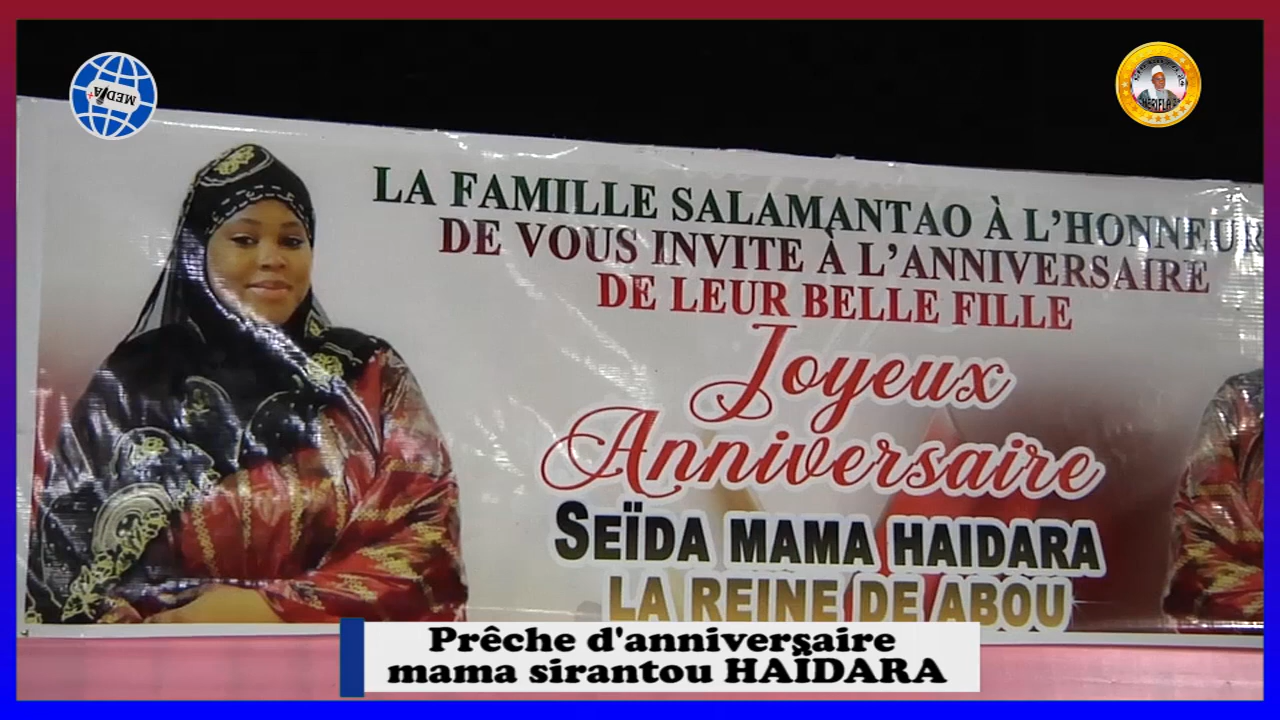 MEDIA
LA FAMILLE SALAMANTAO À L'HONNEUR
DE VOUS INVITE À L'ANNIVERSAIRE
DE LEUR BELLE FILLE
Joyeux
Anniversaire
SEÏDA MAMA HAIDARA
LA REINE DE ABOU
Prêche d'anniversaire
mama sirantou HAÏDARA